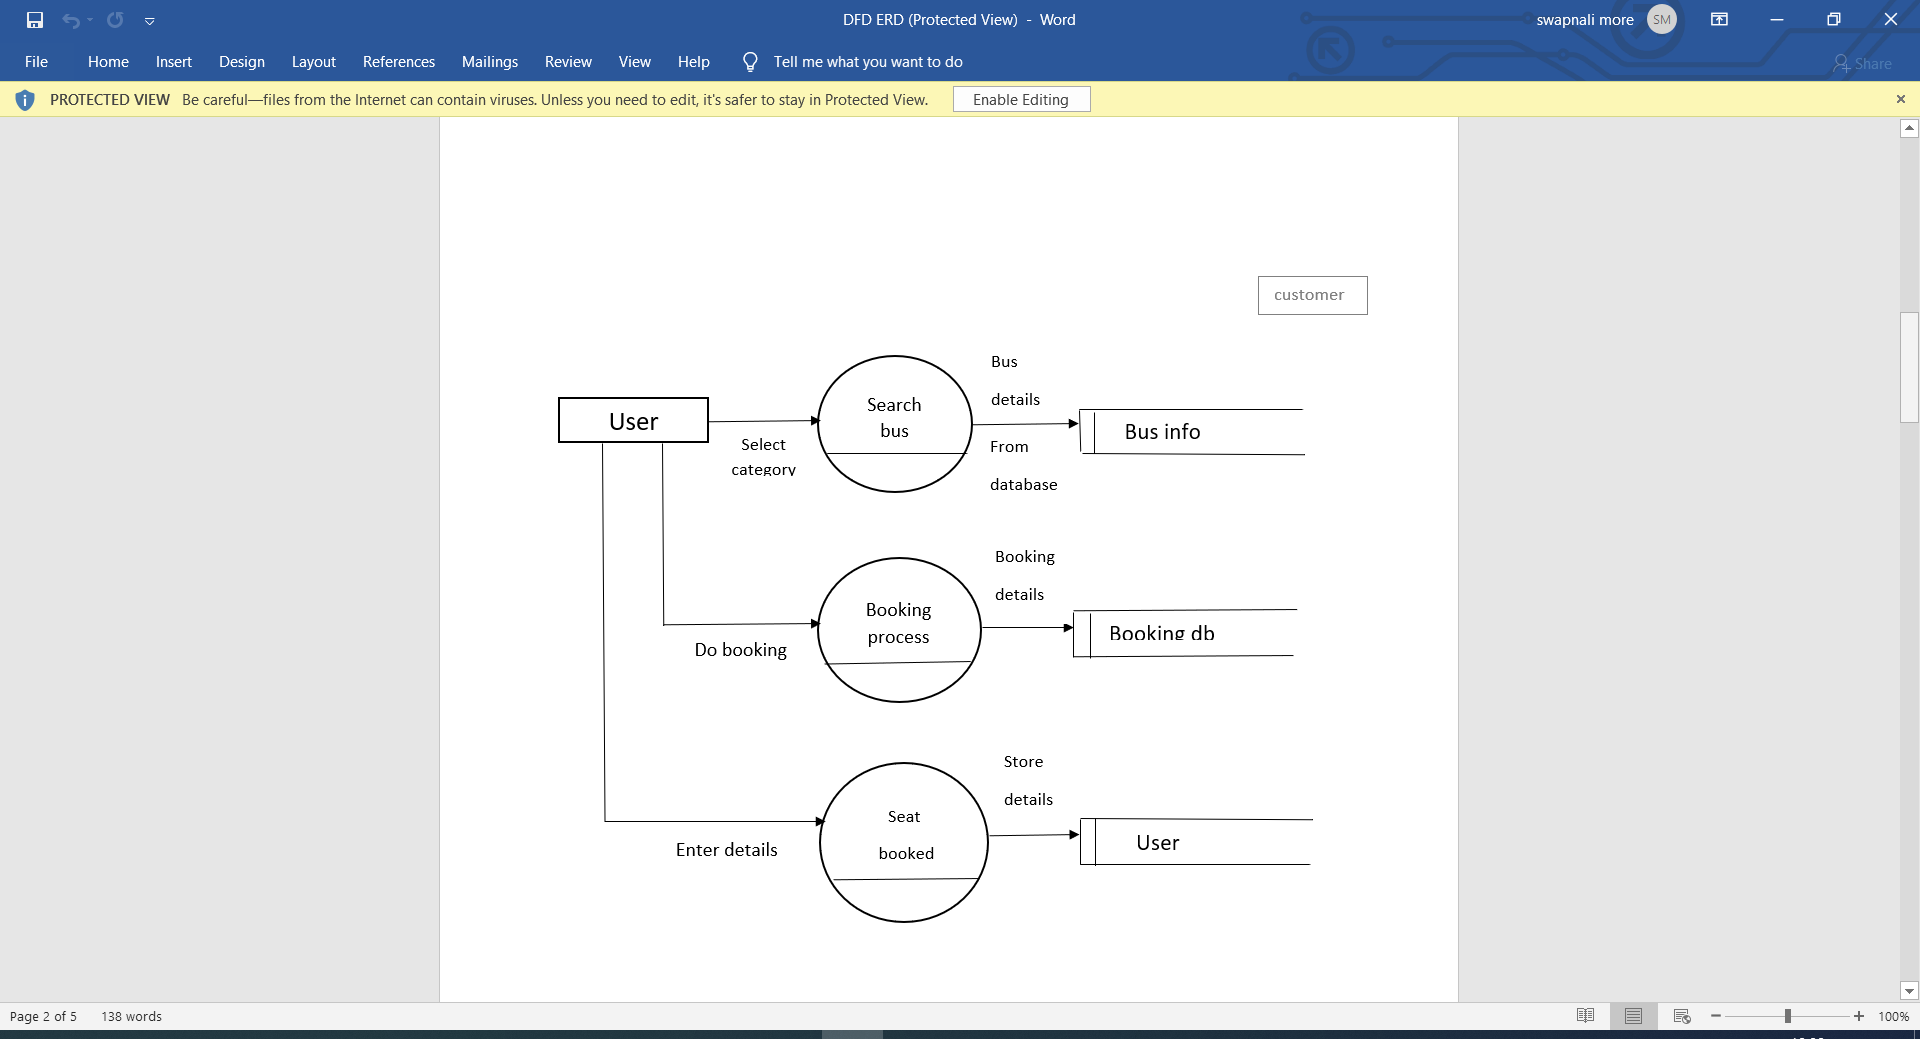 DFD ERD (Protected View) - Word
swapnali more
SM
File Home Insert Design Layout References Mailings Review View Help Tell me what you want to do
Share
PROTECTED VIEW Be careful—files from the Internet can contain viruses. Unless you need to edit, it's safer to stay in Protected View. Enable Editing
customer
User
Select
category
Search
bus
Bus
details
From
database
Bus info
Do booking
Booking
process
Booking
details
Booking db
Enter details
Seat
booked
Store
details
User
Page 2 of 5 138 words
100%